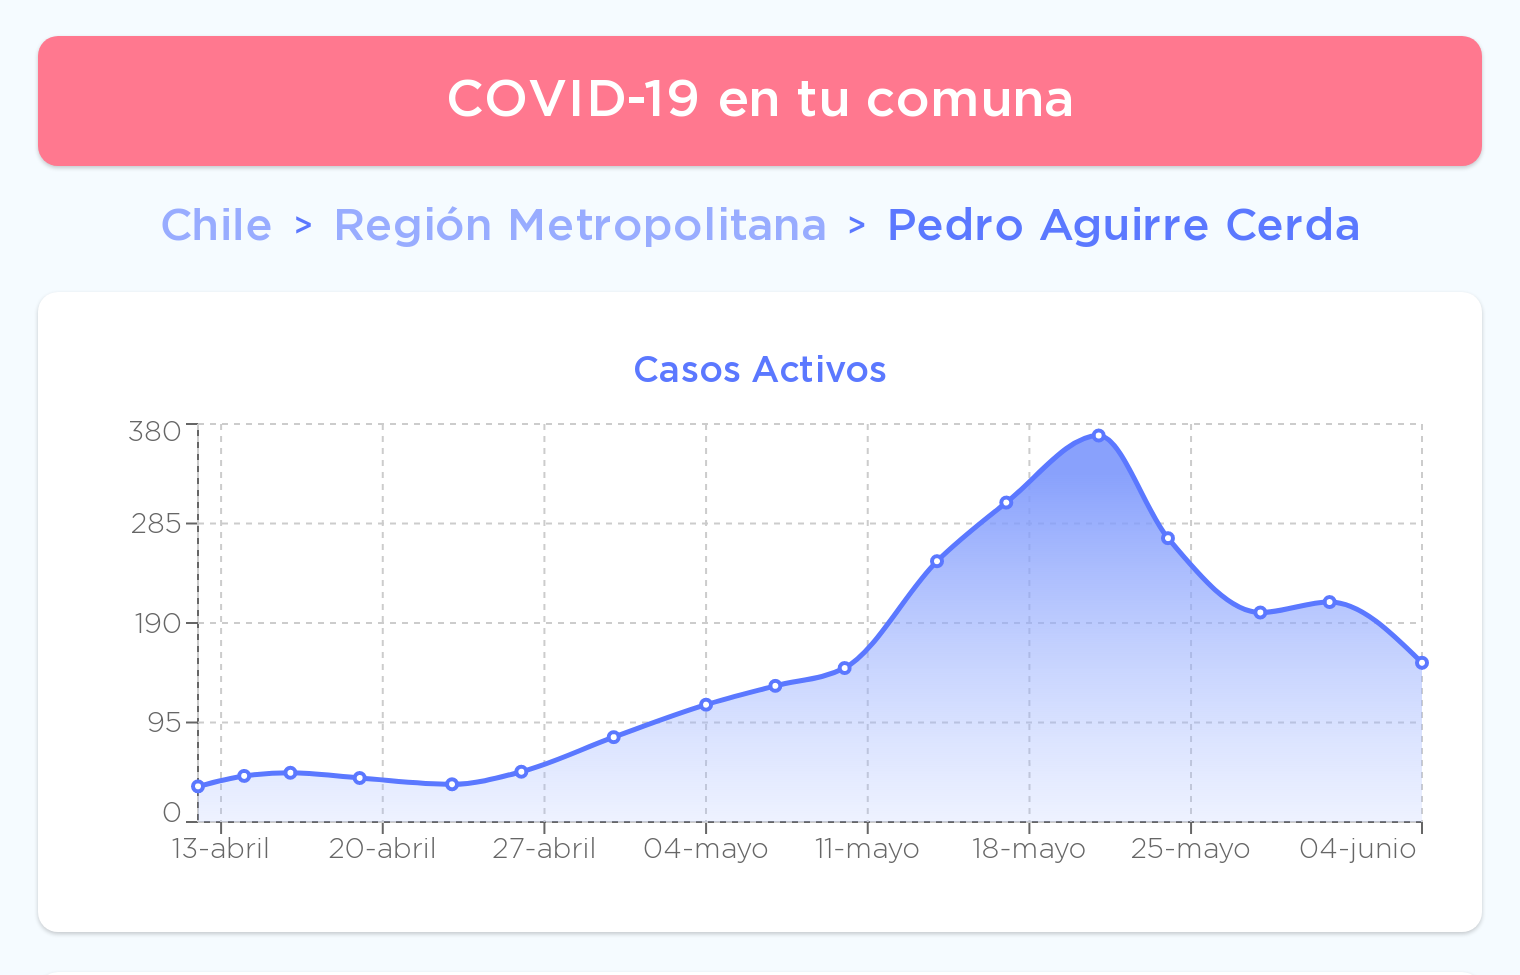 COVID-19 en tu comuna
Chile > Región Metropolitana > Pedro Aguirre Cerda
Casos Activos
380
285
190
95
0
13-abril 20-abril 27-abril 04-mayo 11-mayo 18-mayo 25-mayo 04-junio